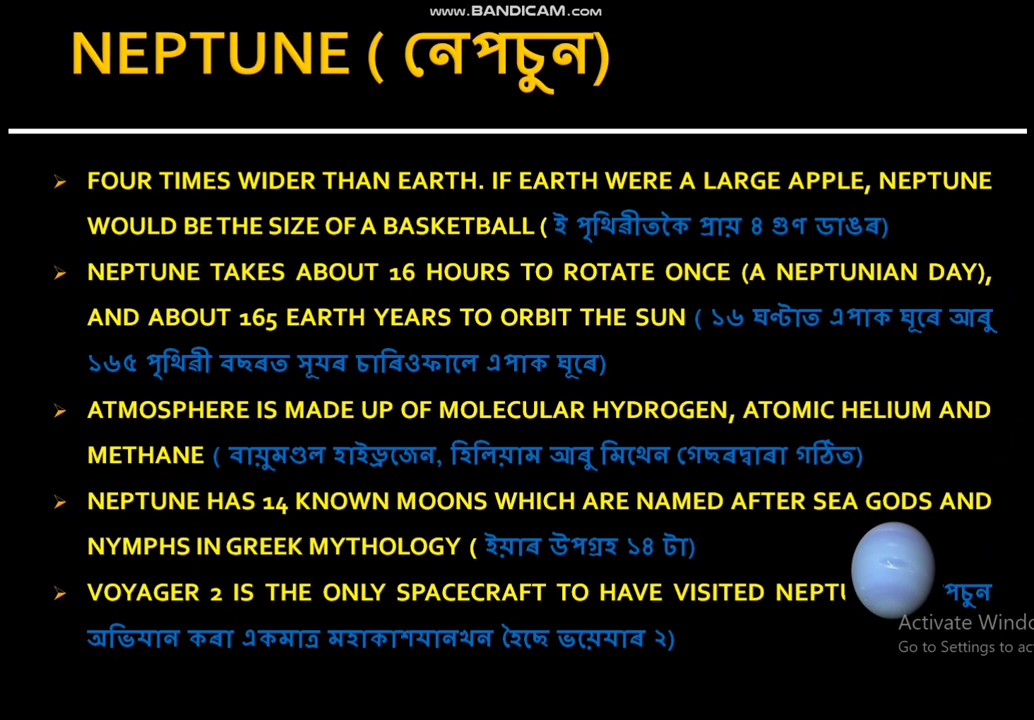 www.BANDICAM.com
NEPTUNE ( নেপচুন)
FOUR TIMES WIDER THAN EARTH. IF EARTH WERE A LARGE APPLE, NEPTUNE
WOULD BE THE SIZE OF A BASKETBALL ( ই পৃথিৱীতকৈ প্ৰায় ৪ গুণ ডাঙৰ)
NEPTUNE TAKES ABOUT 16 HOURS TO ROTATE ONCE (A NEPTUNIAN DAY),
AND ABOUT 165 EARTH YEARS TO ORBIT THE SUN ( ১৬ ঘণ্টাত এপাক ঘূৰে আৰু
১৬৫ পৃথিৱী বছৰত সূযৰ চাৰিওফালে এপাক ঘূৰে)
ATMOSPHERE IS MADE UP OF MOLECULAR HYDROGEN, ATOMIC HELIUM AND
METHANE ( বায়ুমণ্ডল হাইড্ৰজেন, হিলিয়াম আৰু মিথেন গেছৰদ্বাৰা গঠিত)
NEPTUNE HAS 14 KNOWN MOONS WHICH ARE NAMED AFTER SEA GODS AND
NYMPHS IN GREEK MYTHOLOGY ( ইয়াৰ উপগ্ৰহ ১৪ টা)
VOYAGER 2 IS THE ONLY SPACECRAFT TO HAVE VISITED NEPTU পচুন
অভিযান কৰা একমাত্ৰ মহাকাশযানখন হৈছে ভয়েযাৰ ২)
Activate Windo
Go to Settings to ac